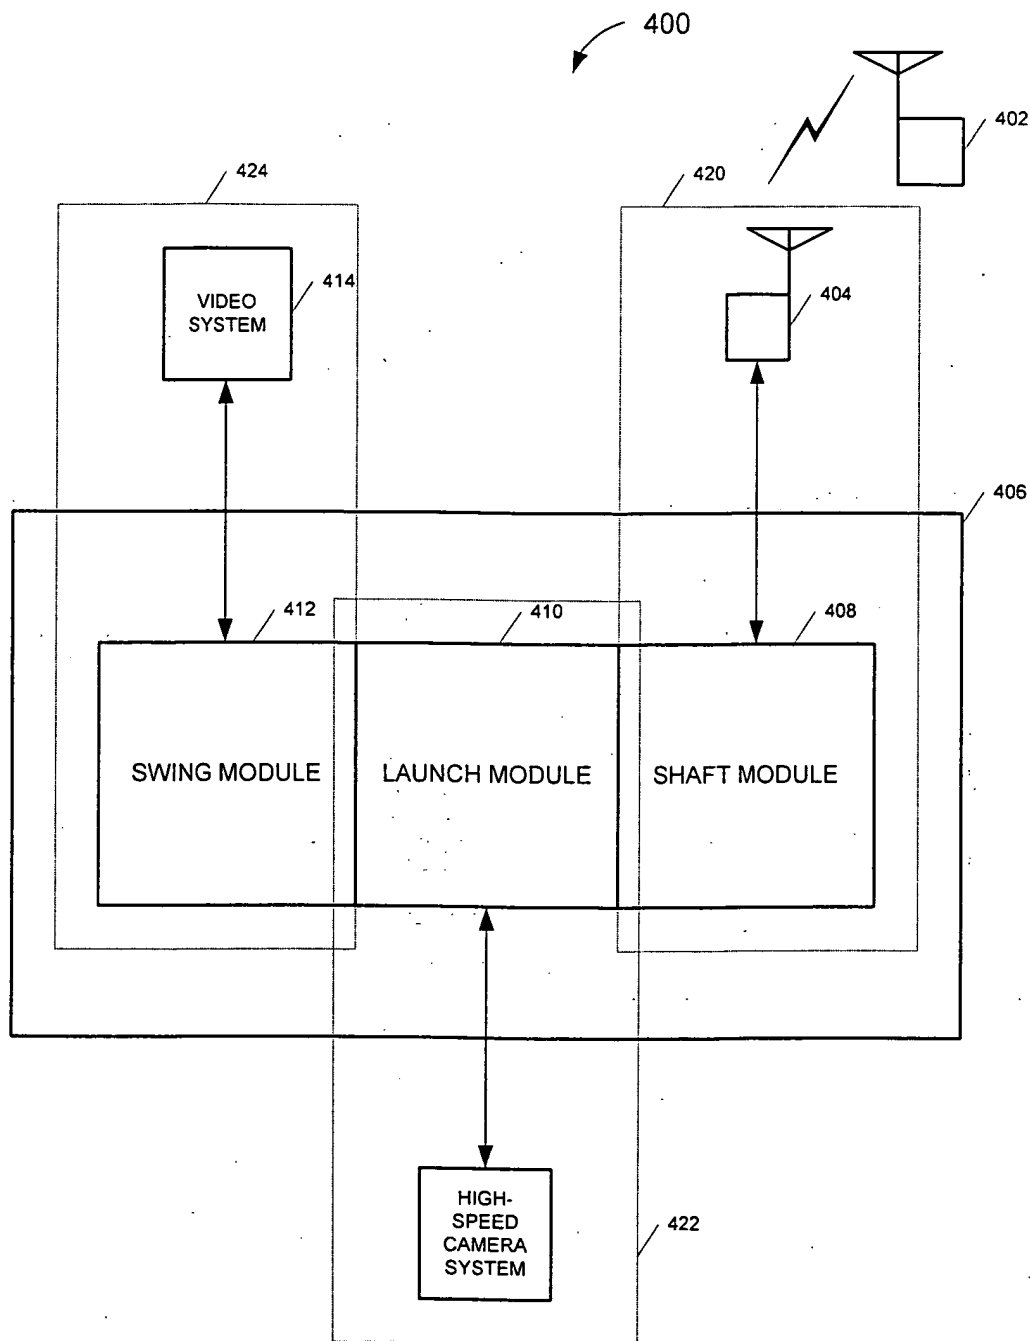 400
402
424
420
VIDEO
SYSTEM
414
404
406
412
410
408
SWING MODULE
LAUNCH MODULE
SHAFT MODULE
HIGH-
SPEED
CAMERA
SYSTEM
422